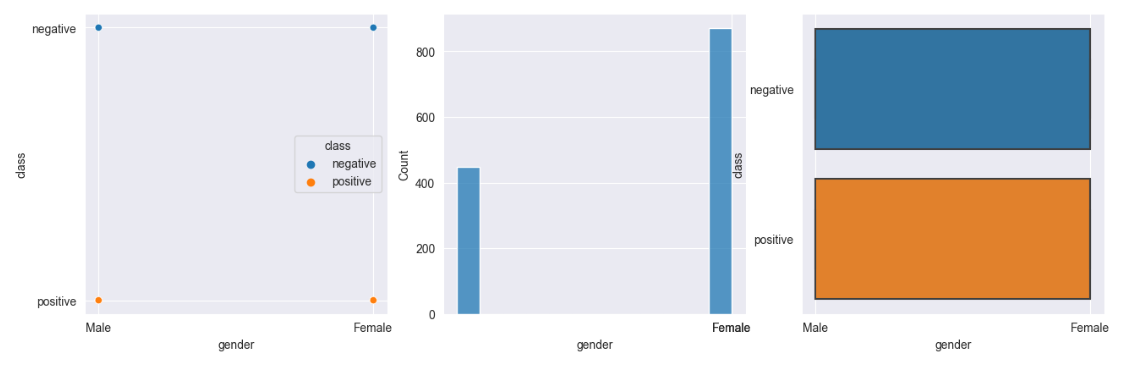 negative
positive
class
Male
Female
gender
class
negative
positive
800
600
400
200
0
Count
Female
gender
negative
positive
class
Male
Female
gender